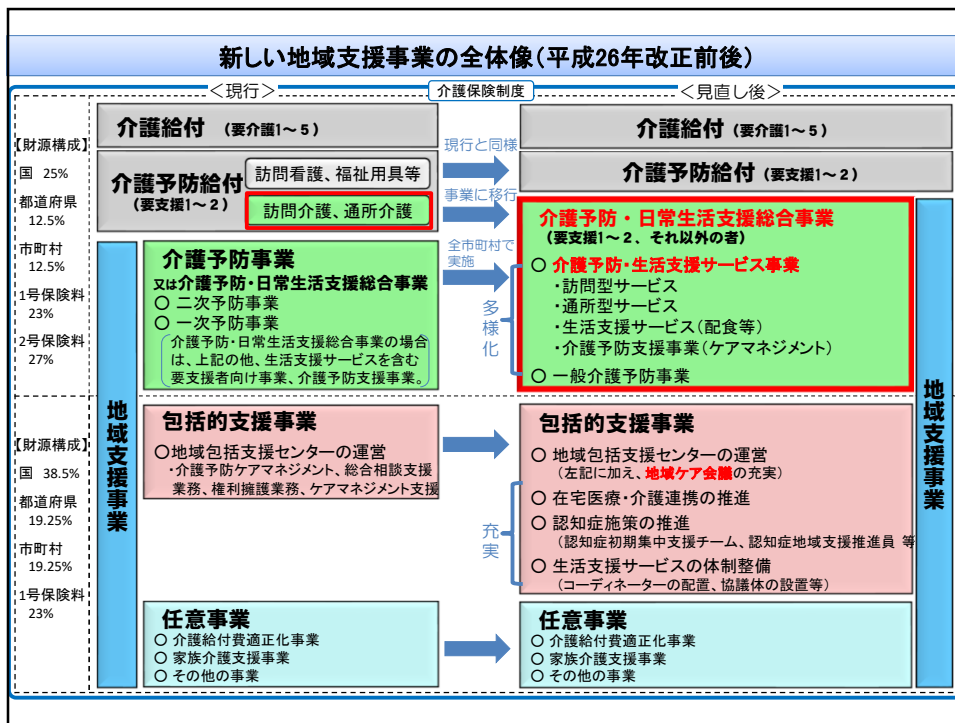 新しい地域支援事業の全体像(平成26年改正前後)
＜現行＞
介護保険制度
＜見直し後＞
【財源構成】
国 25%
都道府県
12.5%
市町村
12.5%
1号保険料
23%
2号保険料
27%
【財源構成】
国 38.5%
都道府県
19.25%
市町村
19.25%
1号保険料
23%
介護給付 (要介護1～5)
介護予防給付
(要支援1～2)
訪問看護、福祉用具等
訪問介護、通所介護
地域支援事業
介護予防事業
又は介護予防・日常生活支援総合事業
○ 二次予防事業
○ 一次予防事業
介護予防・日常生活支援総合事業の場合
は、上記の他、生活支援サービスを含む
要支援者向け事業、介護予防支援事業。
包括的支援事業
○地域包括支援センターの運営
・介護予防ケアマネジメント、総合相談支援
業務、権利擁護業務、ケアマネジメント支援
任意事業
○ 介護給付費適正化事業
○ 家族介護支援事業
○ その他の事業
現行と同様
事業に移行
全市町村で
実施
多様化
充実
介護給付 (要介護1～5)
介護予防給付 (要支援1～2)
介護予防・日常生活支援総合事業
(要支援1～2、それ以外の者)
○ 介護予防・生活支援サービス事業
・訪問型サービス
・通所型サービス
・生活支援サービス(配食等)
・介護予防支援事業(ケアマネジメント)
○ 一般介護予防事業
包括的支援事業
○ 地域包括支援センターの運営
(左記に加え、地域ケア会議の充実)
○ 在宅医療・介護連携の推進
○ 認知症施策の推進
(認知症初期集中支援チーム、認知症地域支援推進員 等
○ 生活支援サービスの体制整備
(コーディネーターの配置、協議体の設置等)
任意事業
○ 介護給付費適正化事業
○ 家族介護支援事業
○ その他の事業
地域支援事業